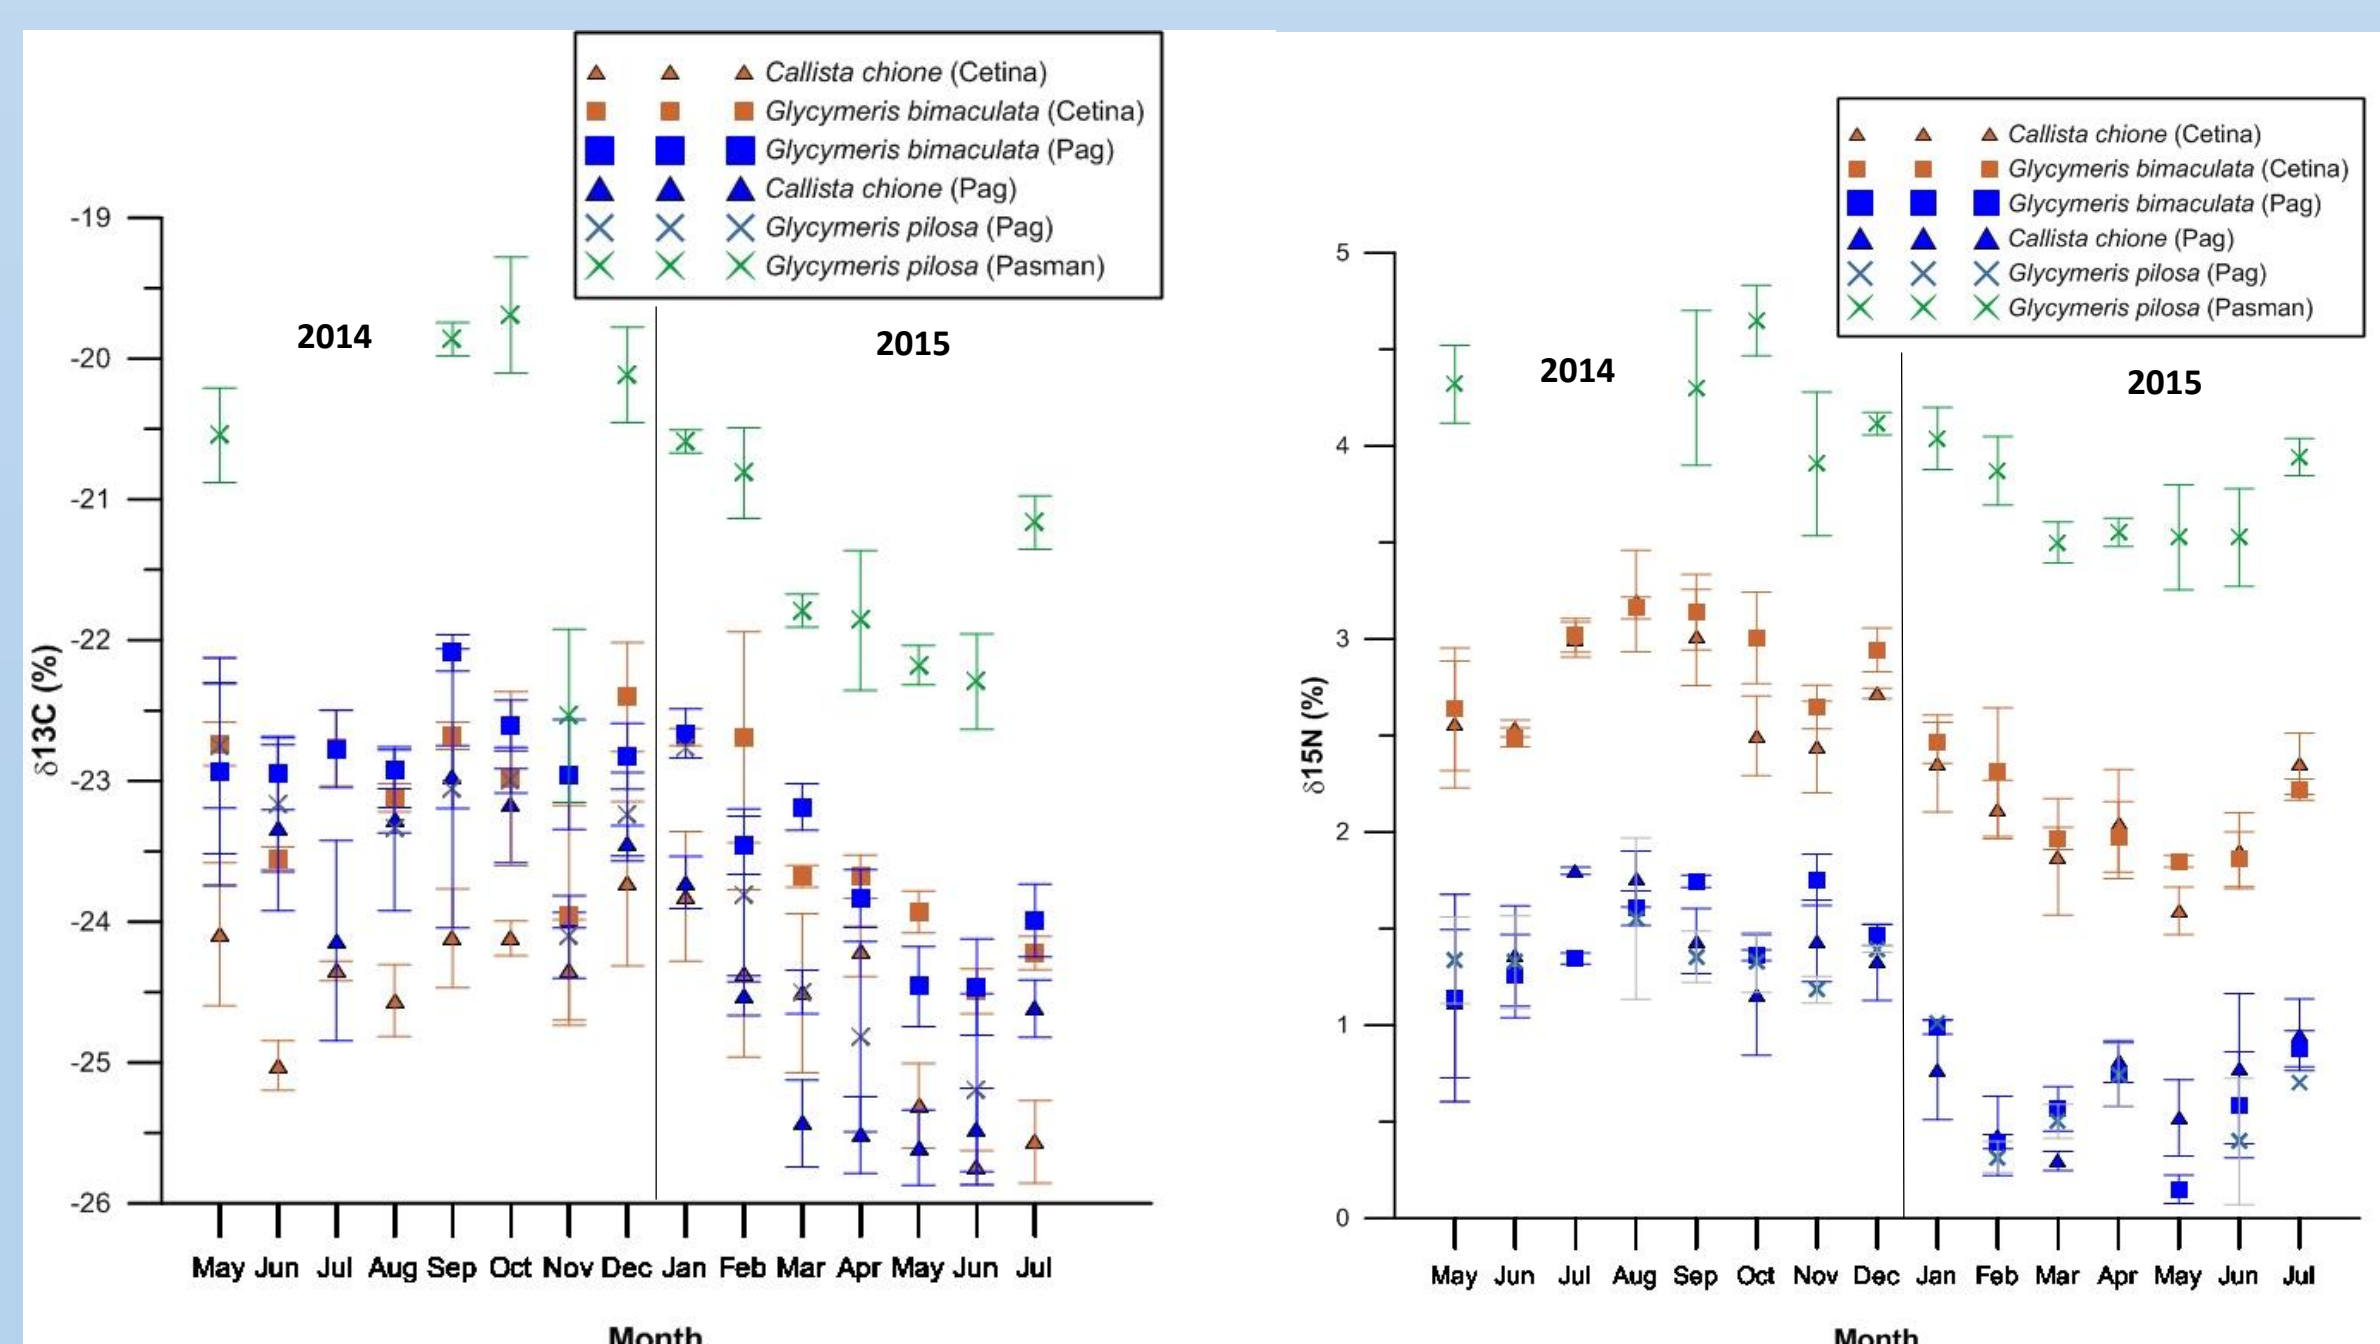 Callista chione (Cetina)
Glycymeris bimaculata (Cetina)
Glycymeris bimaculata (Pag)
Callista chione (Pag)
Glycymeris pilosa (Pag)
Glycymeris pilosa (Pasman)
-19
-20
-21
-22
-23
-24
-25
-26
δ13C (%)
2014
2015
May Jun Jul Aug Sep Oct Nov Dec Jan Feb Mar Apr May Jun Jul
Month
Callista chione (Cetina)
Glycymeris bimaculata (Cetina)
Glycymeris bimaculata (Pag)
Callista chione (Pag)
Glycymeris pilosa (Pag)
Glycymeris pilosa (Pasman)
5
4
3
2
1
0
δ15N (%)
2014
2015
May Jun Jul Aug Sep Oct Nov Dec Jan Feb Mar Apr May Jun Jul
Month